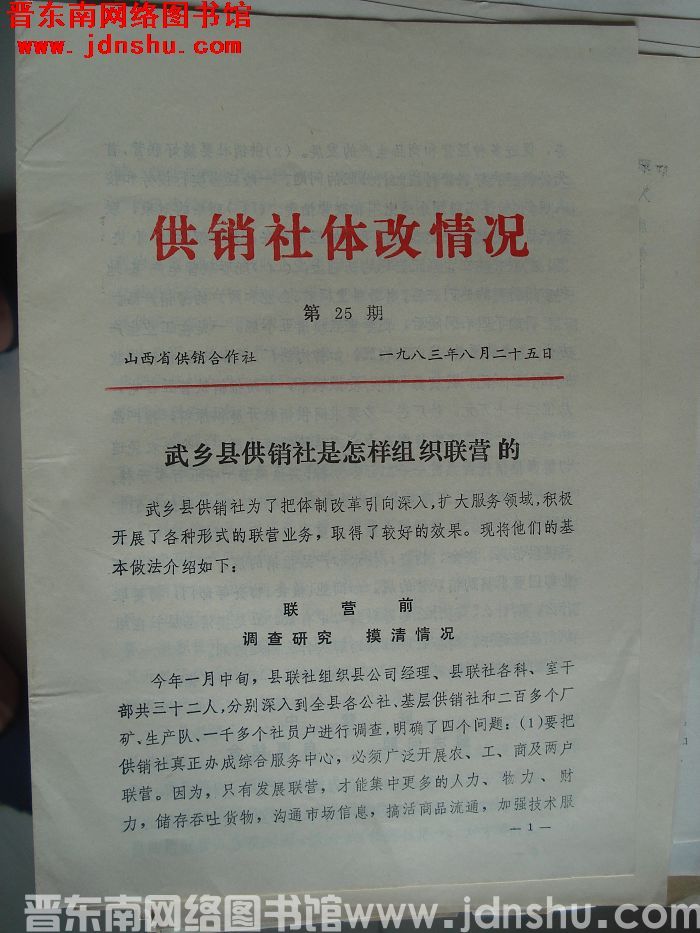 晋东南网络图书馆
www.jdnshu.com
供销社体改情况
第 25 期
山西省供销合作社 一九八三年八月二十五日
武乡县供销社是怎样组织联营的
武乡县供销社为了把体制改革引向深入，扩大服务领域，积极
开展了各种形式的联营业务，取得了较好的效果。现将他们的基
本做法介绍如下：
联 营 前
调查研究 摸清情况
今年一月中旬，县联社组织县公司经理、县联社各科、室干
部共三十二人，分别深入到全县各公社、基层供销社和二百多个厂
矿、生产队、一千多个社员户进行调查，明确了四个问题：(1)要把
供销社真正办成综合服务中心，必须广泛开展农、工、商及两户
联营。因为，只有发展联营，才能集中更多的人力、物力、财
力，储存吞吐货物，沟通市场信息，搞活商品流通，加强技术服
— 1 —
晋东南网络图书馆www.jdnshu.com